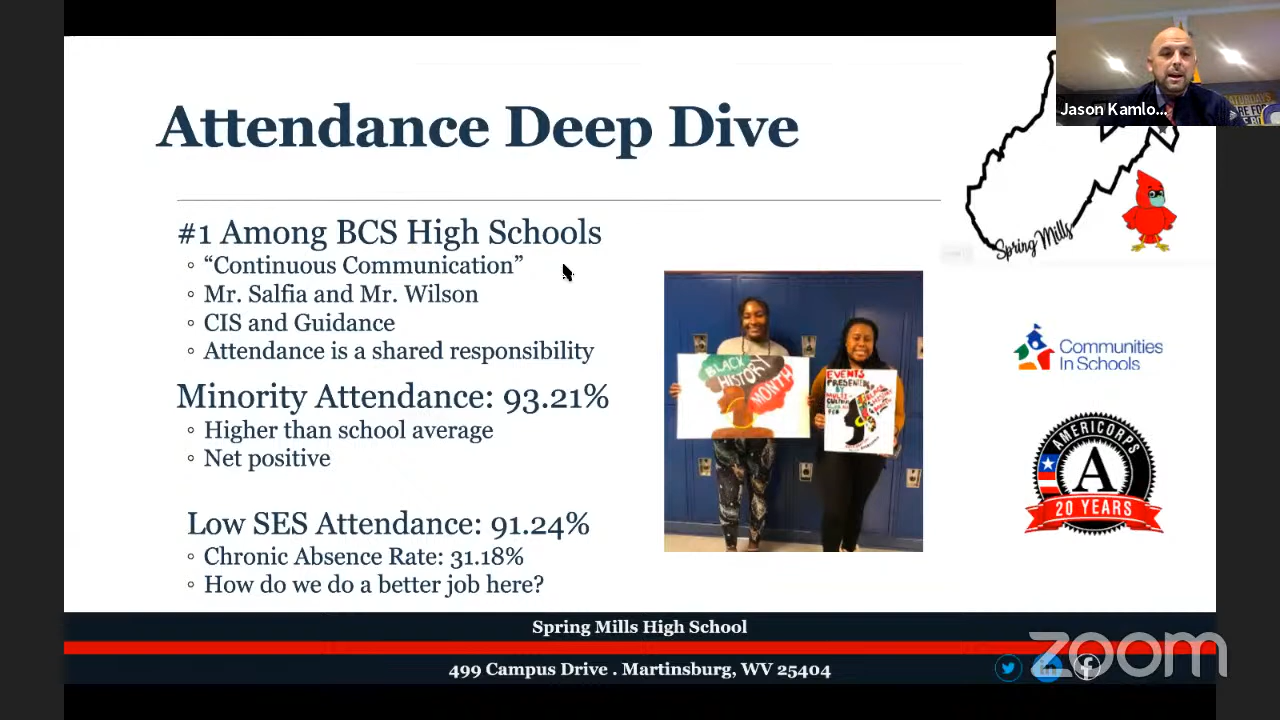 Attendance Deep Dive
Jason Kamlo...
#1 Among BCS High Schools
◦ “Continuous Communication”
◦ Mr. Salfia and Mr. Wilson
◦ CIS and Guidance
◦ Attendance is a shared responsibility
Minority Attendance: 93.21%
◦ Higher than school average
◦ Net positive
Low SES Attendance: 91.24%
◦ Chronic Absence Rate: 31.18%
◦ How do we do a better job here?
Spring Mills
BLACK
HISTORY
MONTH
EVENTS
PRESENTED
BY
Communities
In Schools
AMERICORPS
A
20 YEARS
Spring Mills High School
499 Campus Drive . Martinsburg, WV 25404
zoom